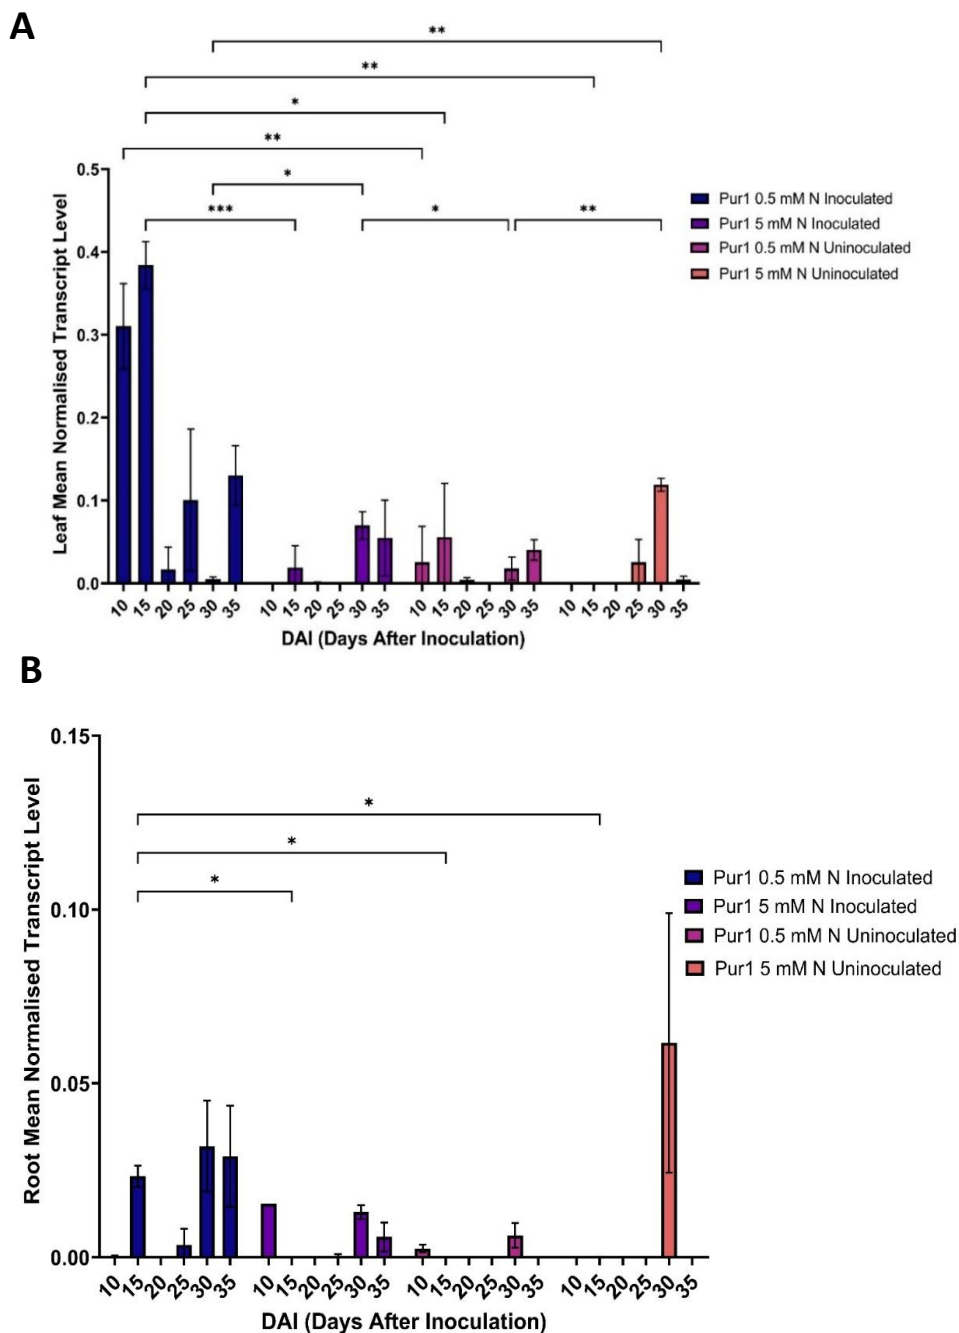 A
**
**
*
**
*
***
*
**
0.5
0.4
0.3
0.2
0.1
0.0
Leaf Mean Normalised Transcript Level
10 15 20 25 30 35 10 15 20 25 30 35 10 15 20 25 30 35 10 15 20 25 30 35
DAI (Days After Inoculation)
Pur1 0.5 mM N Inoculated
Pur1 5 mM N Inoculated
Pur1 0.5 mM N Uninoculated
Pur1 5 mM N Uninoculated
B
*
*
*
0.15
0.10
0.05
0.00
Root Mean Normalised Transcript Level
10 15 20 25 30 35 10 15 20 25 30 35 10 15 20 25 30 35 10 15 20 25 30 35
DAI (Days After Inoculation)
Pur1 0.5 mM N Inoculated
Pur1 5 mM N Inoculated
Pur1 0.5 mM N Uninoculated
Pur1 5 mM N Uninoculated